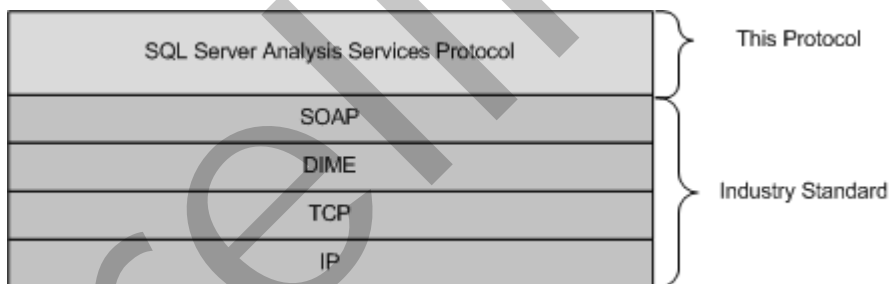 SQL Server Analysis Services Protocol
This Protocol
SOAP
DIME
TCP
IP
Industry Standard